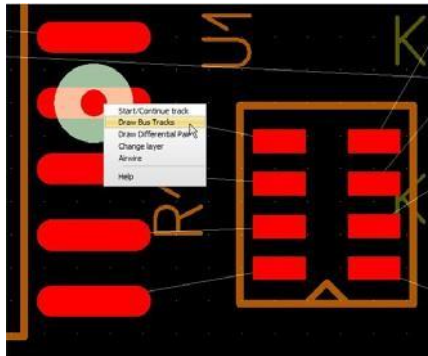 U1
K
Start/Continue track
Draw Bus Tracks
Draw Differential Pair
Change layer
Airwire
Help